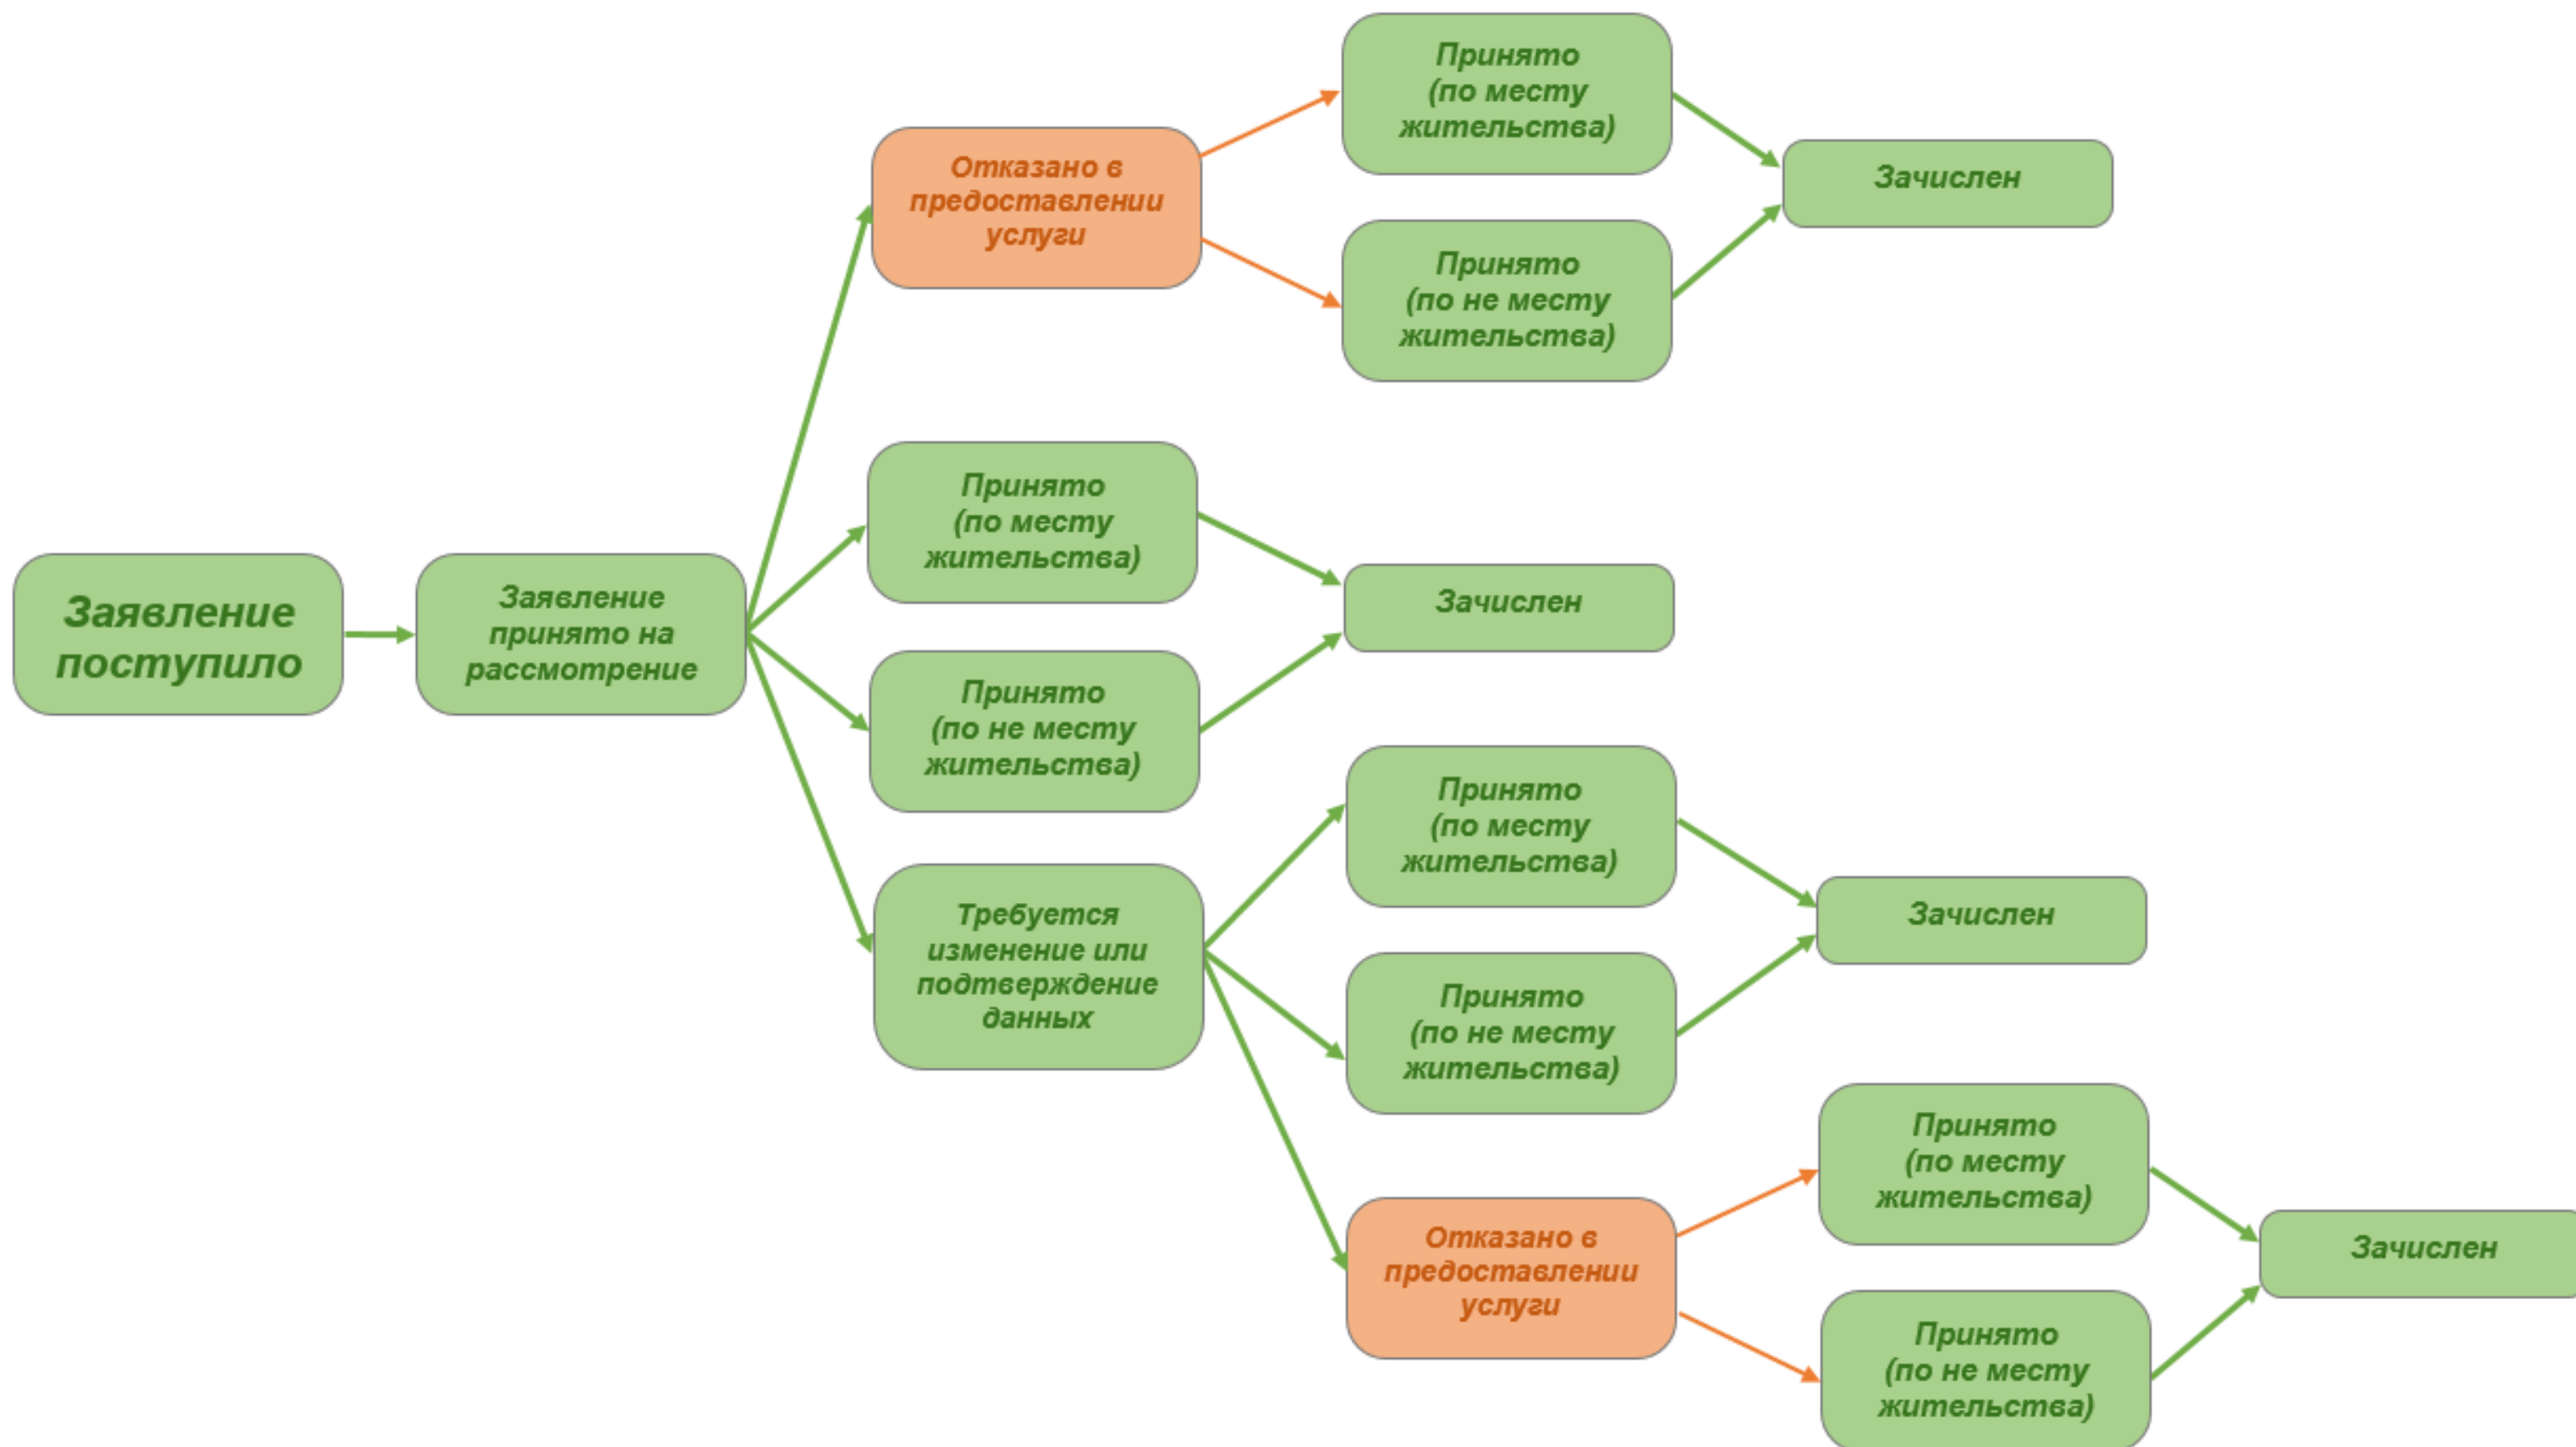 Заявление
поступило
Заявление
принято на
рассмотрение
Отказано в
предоставлении
услуги
Принято
(по месту
жительства)
Принято
(по не месту
жительства)
Зачислен
Принято
(по месту
жительства)
Принято
(по не месту
жительства)
Зачислен
Требуется
изменение или
подтверждение
данных
Принято
(по месту
жительства)
Принято
(по не месту
жительства)
Зачислен
Отказано в
предоставлении
услуги
Принято
(по месту
жительства)
Принято
(по не месту
жительства)
Зачислен